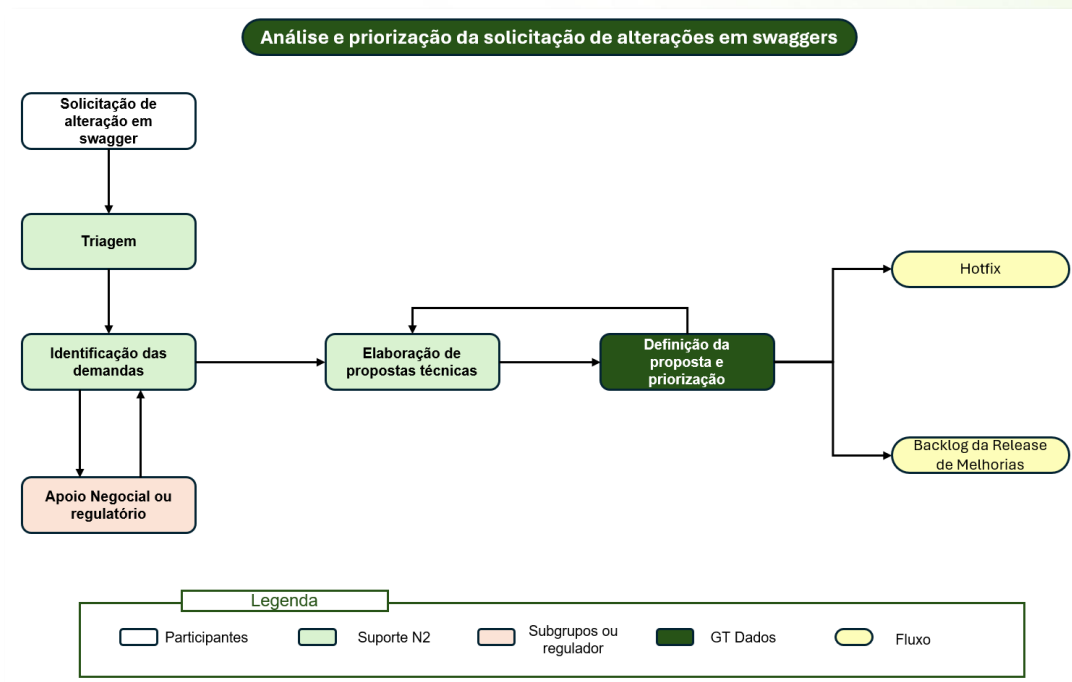 Análise e priorização da solicitação de alterações em swaggers
Solicitação de
alteração em
swagger
Triagem
Identificação das
demandas
Apoio Negocial ou
regulatório
Elaboração de
propostas técnicas
Definição da
proposta e
priorização
Hotfix
Backlog da Release
de Melhorias
Legenda
Participantes
Suporte N2
Subgrupos ou
regulador
GT Dados
Fluxo